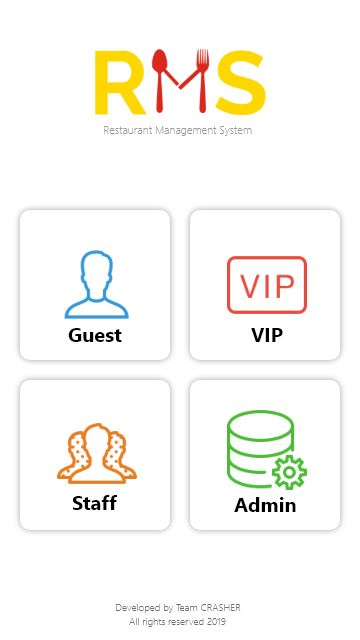 RMS
Restaurant Management System
Guest
VIP
VIP
Staff
Admin
Developed by Team CRASHER
All rights reserved 2019